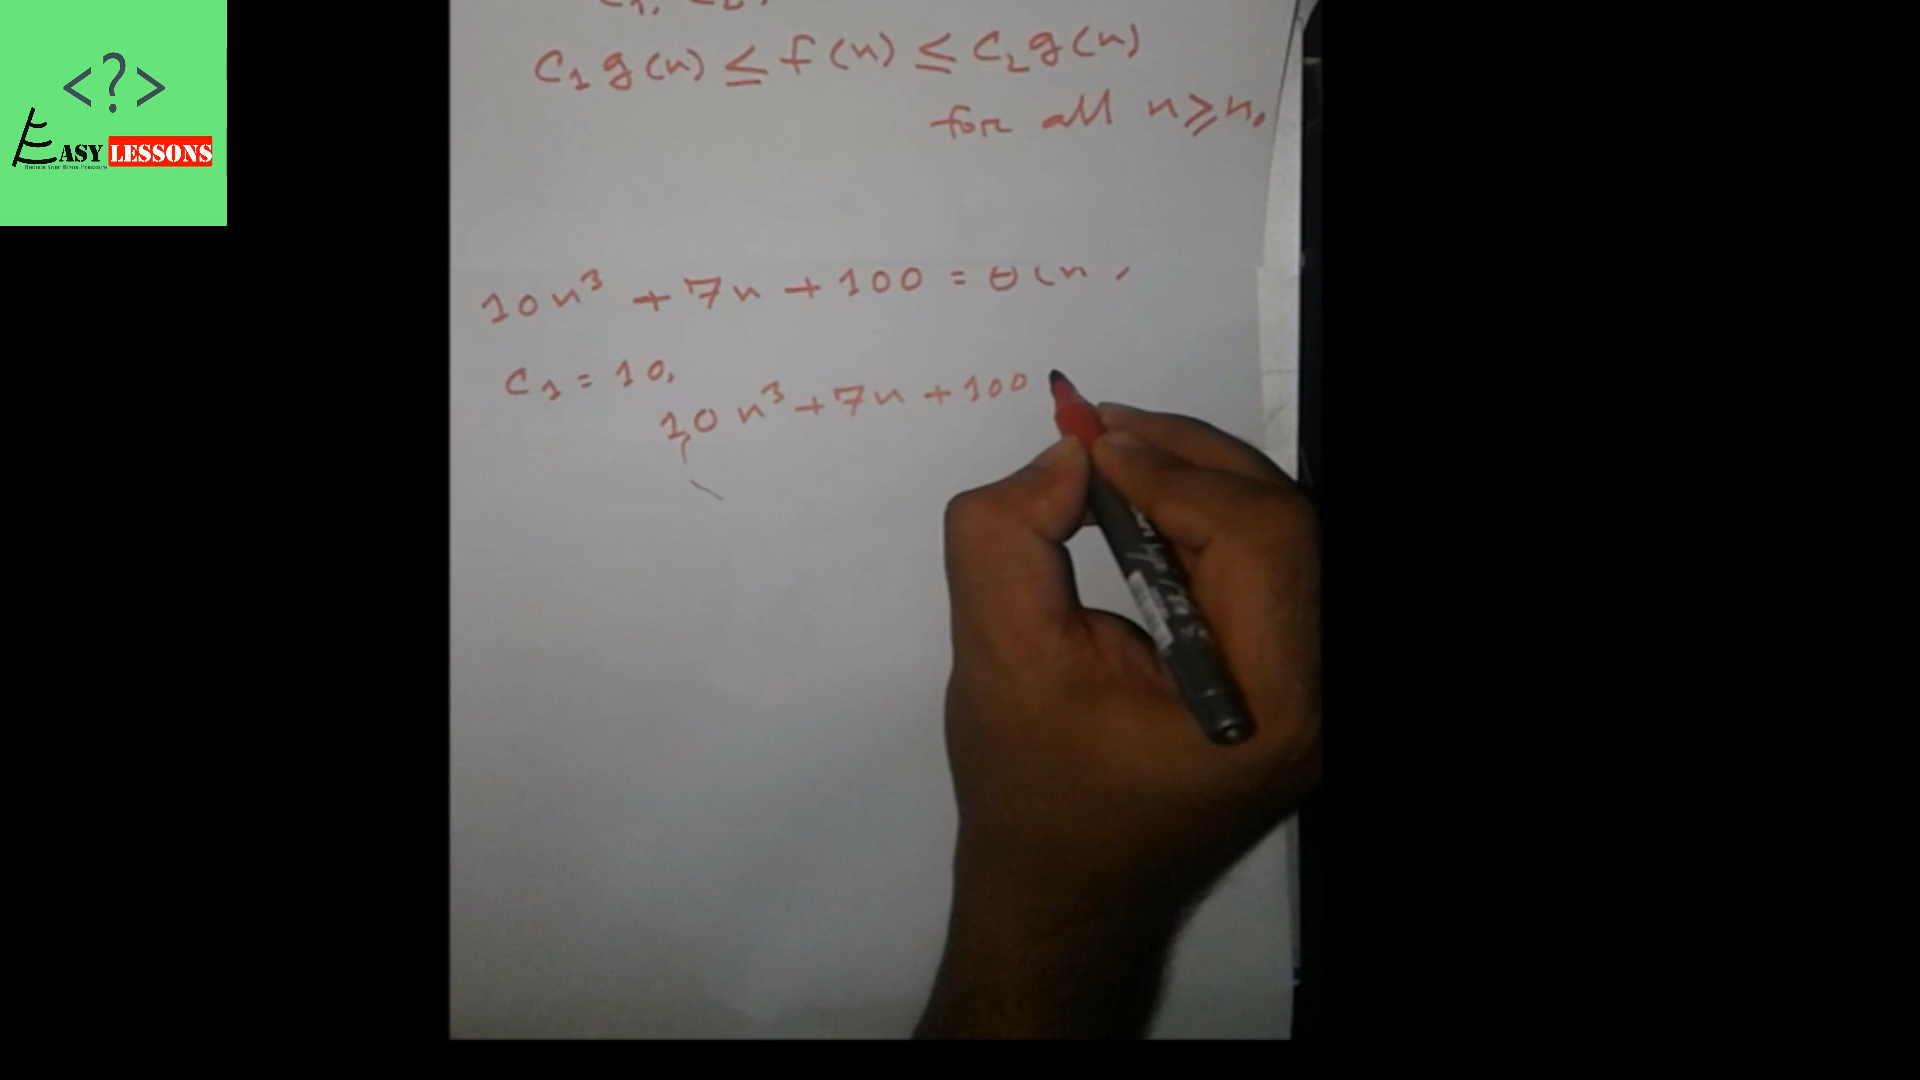 <?>
EASY LESSONS
C₁g(n) ≤ f(n) ≤ C₂g(n)
for all n ≥ n₀
10n³ + 7n + 100 = θ(n
C₁ = 10,
10n³ + 7n + 100